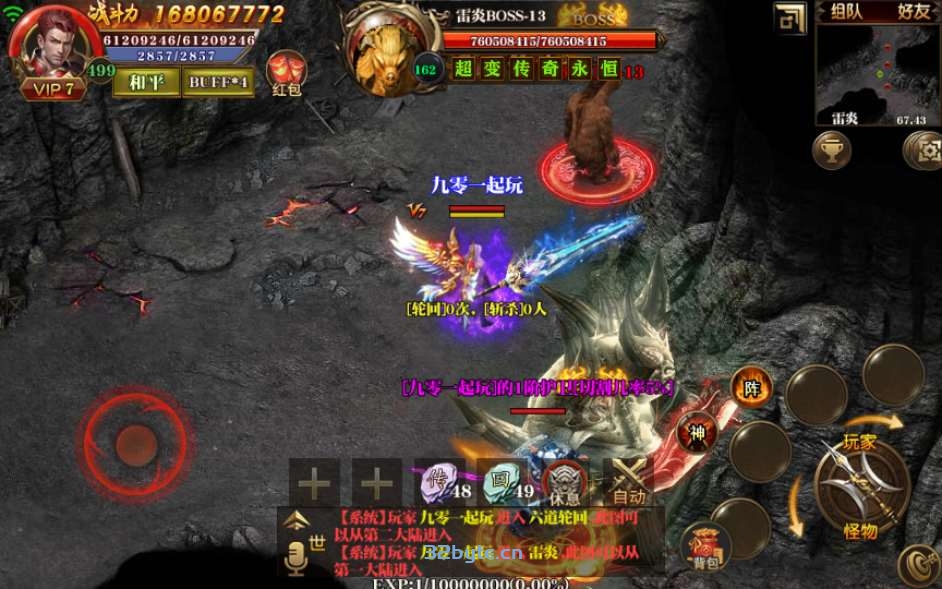 战斗力 168067772
61209246/61209246
2857/2857
499
VIP 7
和平
BUFF*4
红包
雷炎BOSS-13
BOSS
760508415/760508415
162
超 变 传 奇 永 恒 13
组队 好友
雷炎 67,43
九零一起玩
V7
[轮回]0次，[斩杀]0人
[九零一起玩]的1阶护卫[切割几率5%]
阵
神
玩家
怪物
传 48
回 49
休息
自动
背包
世
【系统】玩家 九零一起玩 进入 六道轮回 此图可
以从第二大陆进入
【系统】玩家
32bylc.cn
雷炎 此图可以从
第一大陆进入
EXP:1/10000000(0.00%)